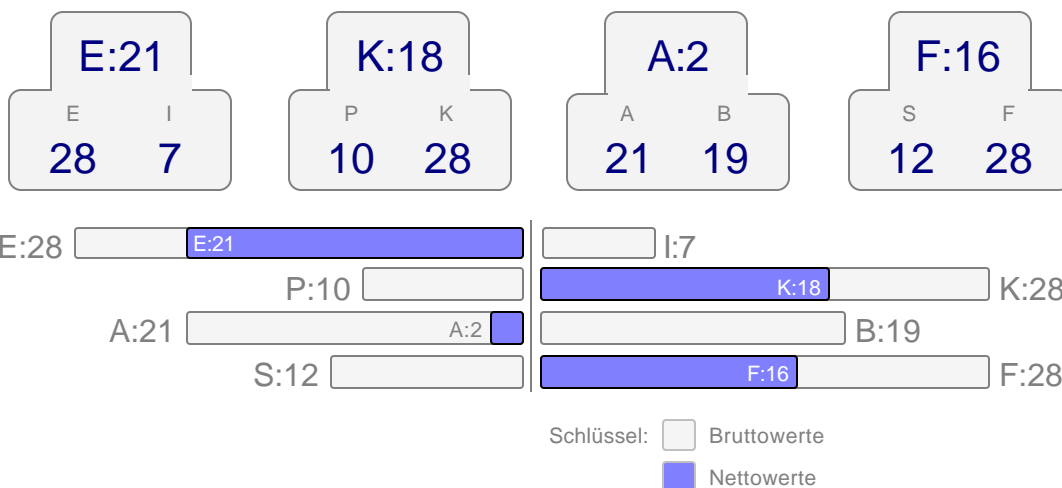 E:21 K:18 A:2 F:16
E I P K A B S F
28 7 10 28 21 19 12 28
E:28 E:21 I:7
P:10 K:18 K:28
A:21 A:2 B:19
S:12 F:16 F:28
Schlüssel: Bruttowerte
Nettowerte